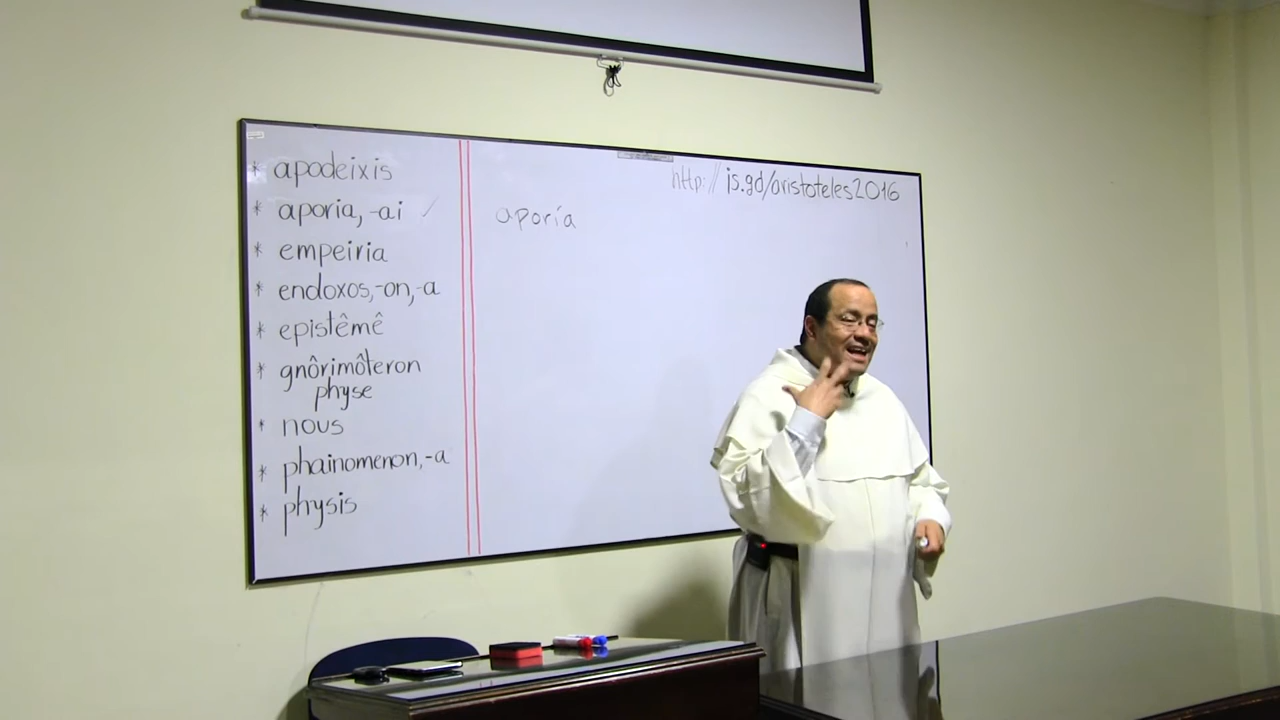 * apodeixis
* aporia, -ai ✓
* empeiria
* endoxos,-on,-a
* epistêmê
* gnôrimôteron
physe
* nous
* phainomenon,-a
* physis
aporía
http://is.gd/aristoteles2016